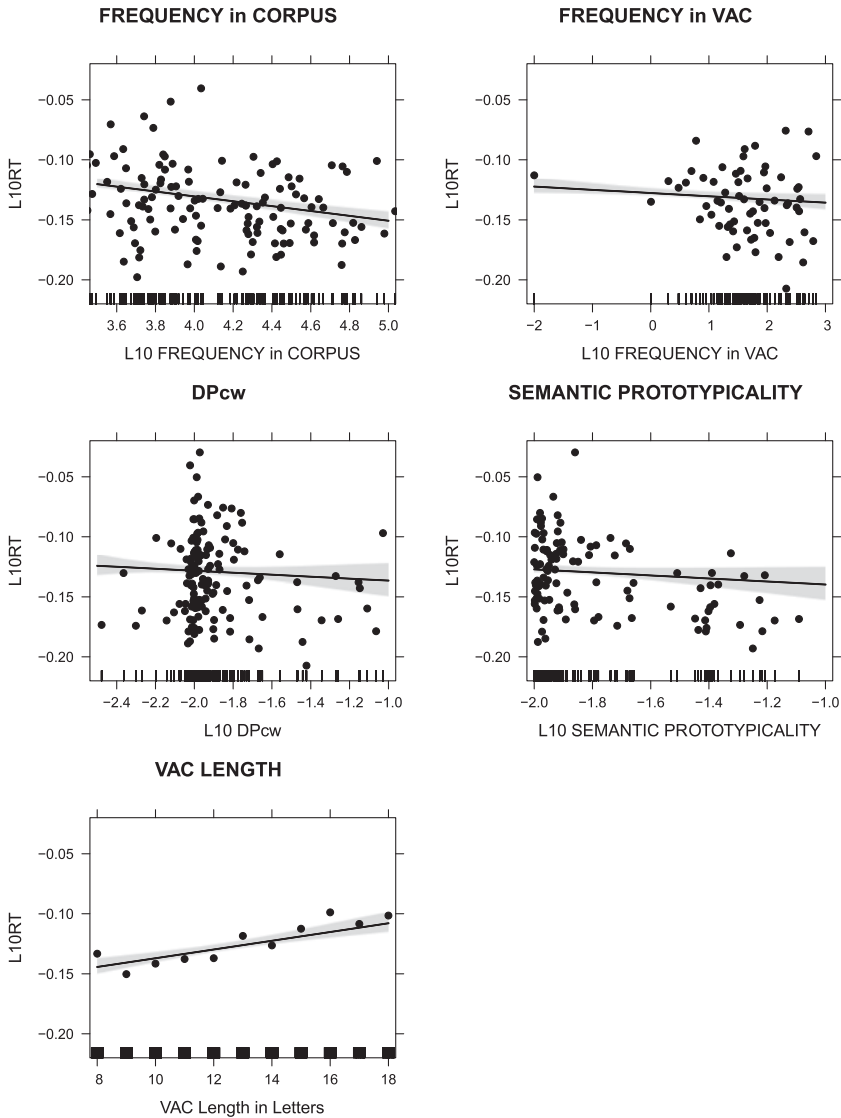 FREQUENCY in CORPUS
L10RT
−0.05
−0.10
−0.15
−0.20
3.6 3.8 4.0 4.2 4.4 4.6 4.8 5.0
L10 FREQUENCY in CORPUS
FREQUENCY in VAC
L10RT
−0.05
−0.10
−0.15
−0.20
−2 −1 0 1 2 3
L10 FREQUENCY in VAC
DPcw
L10RT
−0.05
−0.10
−0.15
−0.20
−2.4 −2.2 −2.0 −1.8 −1.6 −1.4 −1.2 −1.0
L10 DPcw
SEMANTIC PROTOTYPICALITY
L10RT
−0.05
−0.10
−0.15
−0.20
−2.0 −1.8 −1.6 −1.4 −1.2 −1.0
L10 SEMANTIC PROTOTYPICALITY
VAC LENGTH
L10RT
−0.05
−0.10
−0.15
−0.20
8 10 12 14 16 18
VAC Length in Letters